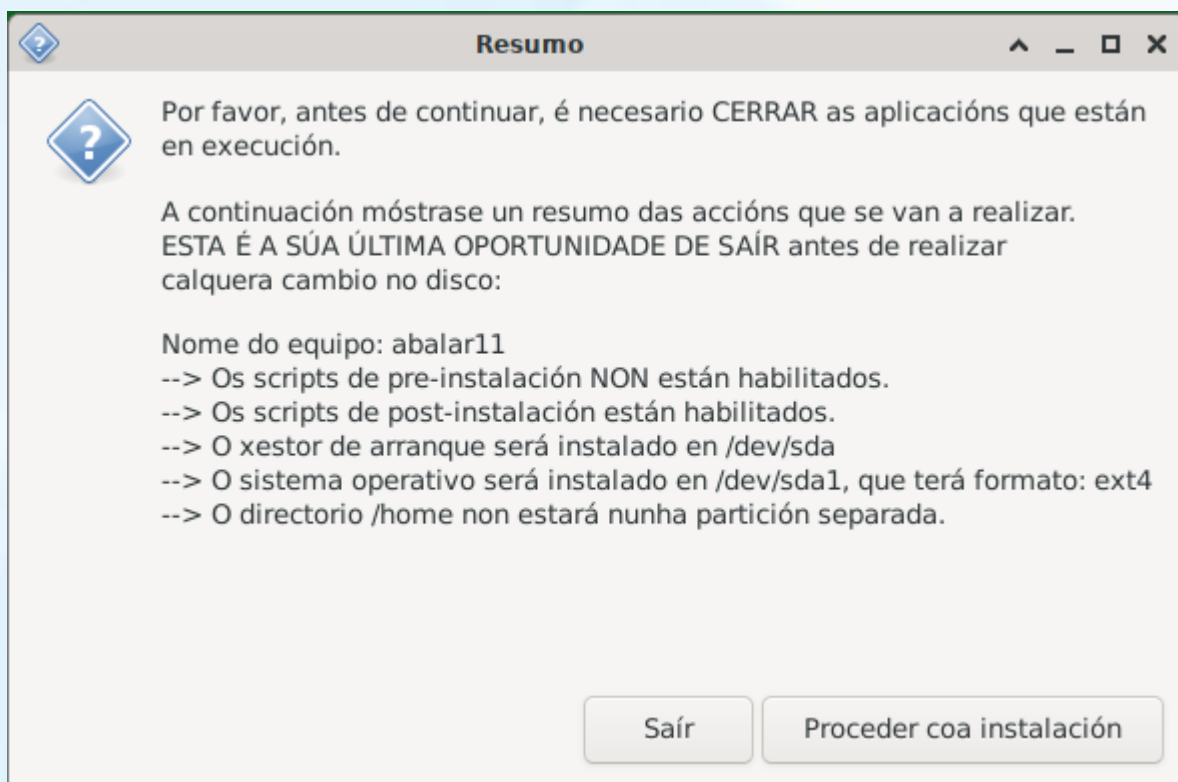 Resumo
Por favor, antes de continuar, é necesario CERRAR as aplicacións que están
en execución.
A continuación móstrase un resumo das accións que se van a realizar.
ESTA É A SÚA ÚLTIMA OPORTUNIDADE DE SAÍR antes de realizar
calquera cambio no disco:
Nome do equipo: abalar11
--> Os scripts de pre-instalación NON están habilitados.
--> Os scripts de post-instalación están habilitados.
--> O xestor de arranque será instalado en /dev/sda
--> O sistema operativo será instalado en /dev/sda1, que terá formato: ext4
--> O directorio /home non estará nunha partición separada.
Saír
Proceder coa instalación